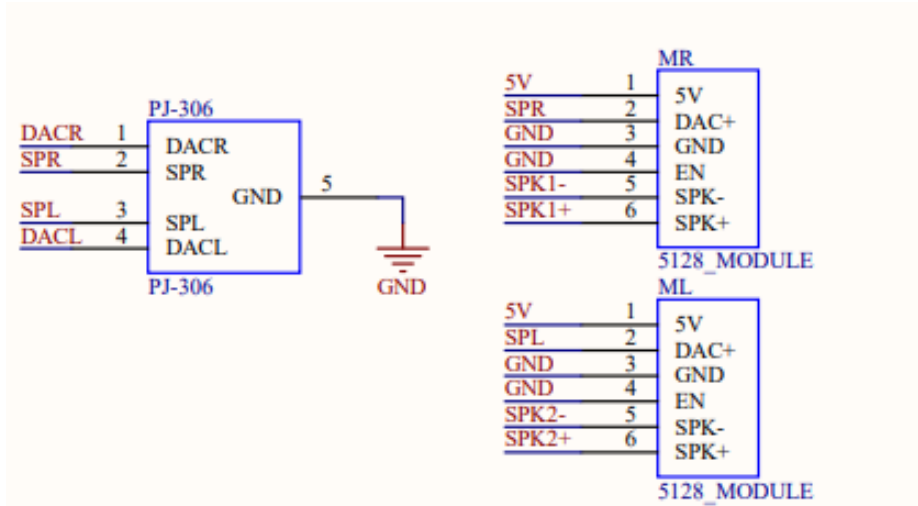 PJ-306
DACR 1 DACR
SPR 2 SPR
GND 5
SPL 3 SPL
DACL 4 DACL
PJ-306
GND
MR
5V 1 5V
SPR 2 DAC+
GND 3 GND
GND 4 EN
SPK1- 5 SPK-
SPK1+ 6 SPK+
5128_MODULE
ML
5V 1 5V
SPL 2 DAC+
GND 3 GND
GND 4 EN
SPK2- 5 SPK-
SPK2+ 6 SPK+
5128_MODULE